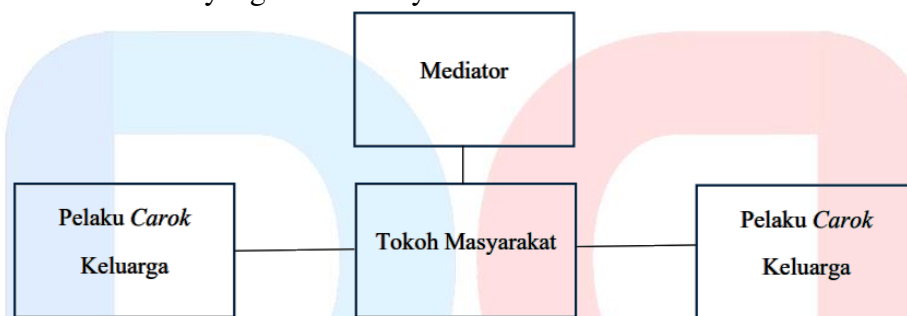 Mediator
Pelaku Carok
Keluarga
Tokoh Masyarakat
Pelaku Carok
Keluarga